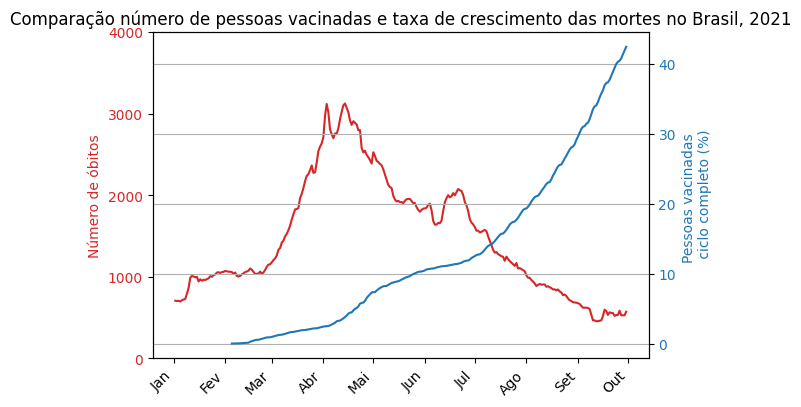 Comparação número de pessoas vacinadas e taxa de crescimento das mortes no Brasil, 2021
4000
3000
2000
1000
0
Número de óbitos
40
30
20
10
0
Pessoas vacinadas
ciclo completo (%)
Jan
Fev
Mar
Abr
Mai
Jun
Jul
Ago
Set
Out